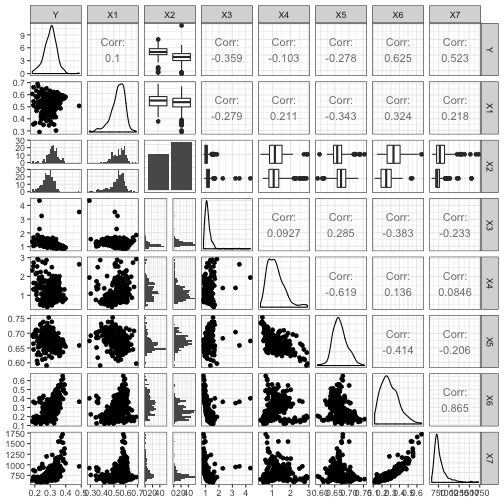 Y X1 X2 X3 X4 X5 X6 X7
9 6 3 0 Corr: 0.1 Corr: -0.359 Corr: -0.103 Corr: -0.278 Corr: 0.625 Corr: 0.523 Y
0.7 0.6 0.5 0.4 0.3 Corr: -0.279 Corr: 0.211 Corr: -0.343 Corr: 0.324 Corr: 0.218 X1
30 20 10 0 30 20 10 0 X2
4 3 2 1 Corr: 0.0927 Corr: 0.285 Corr: -0.383 Corr: -0.233 X3
3 2 1 Corr: -0.619 Corr: 0.136 Corr: 0.0846 X4
0.75 0.70 0.65 0.60 Corr: -0.414 Corr: -0.206 X5
0.6 0.5 0.4 0.3 0.2 0.1 Corr: 0.865 X6
1750 1500 1250 1000 750 X7
0.2 0.3 0.4 0.5 1 2 3 4 1 2